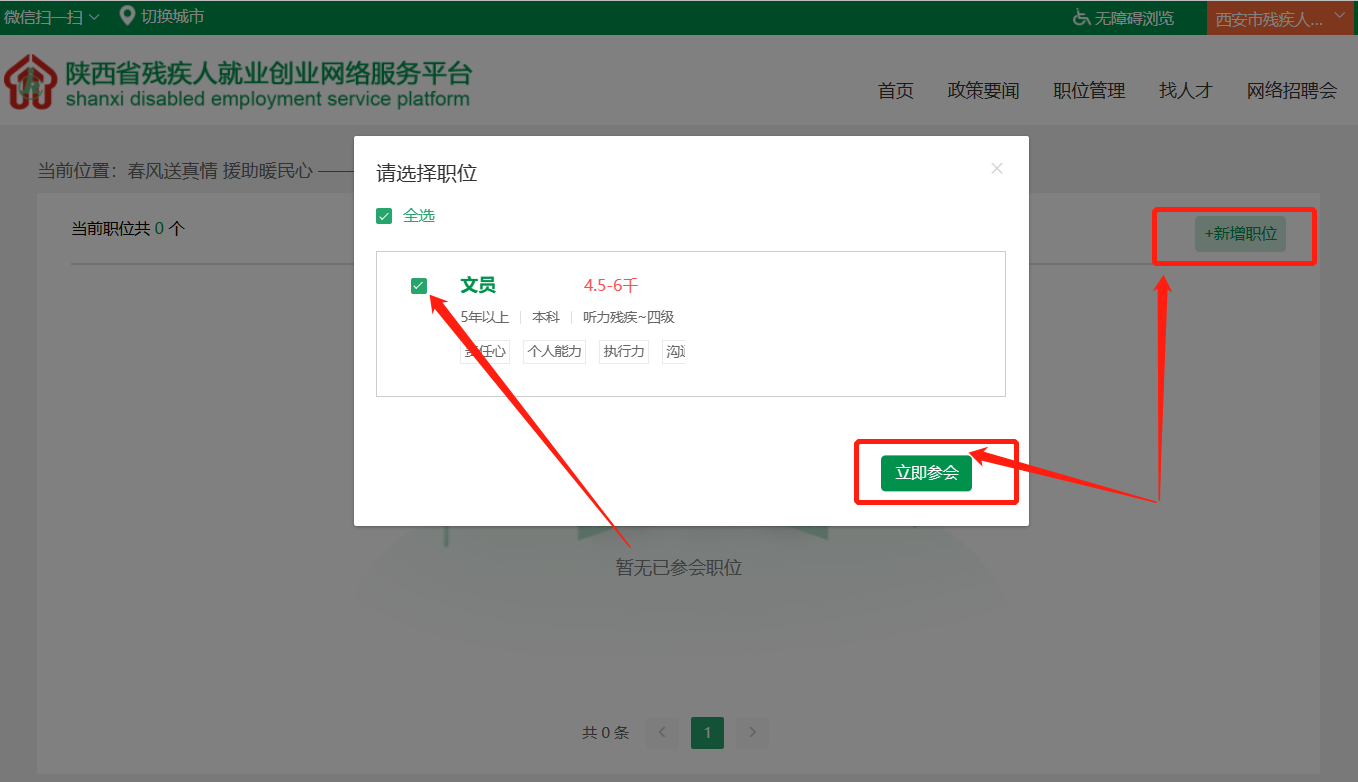 微信扫一扫 切换城市 无障碍浏览 西安市残疾人...
陕西省残疾人就业创业网络服务平台
shanxi disabled employment service platform
首页 政策要闻 职位管理 找人才 网络招聘会
当前位置：春风送真情 援助暖民心 ——
请选择职位
全选
当前职位共 0 个
+新增职位
文员 4.5-6千
5年以上 本科 听力残疾~四级
责任心 个人能力 执行力 沟通
立即参会
暂无已参会职位
共 0 条 1